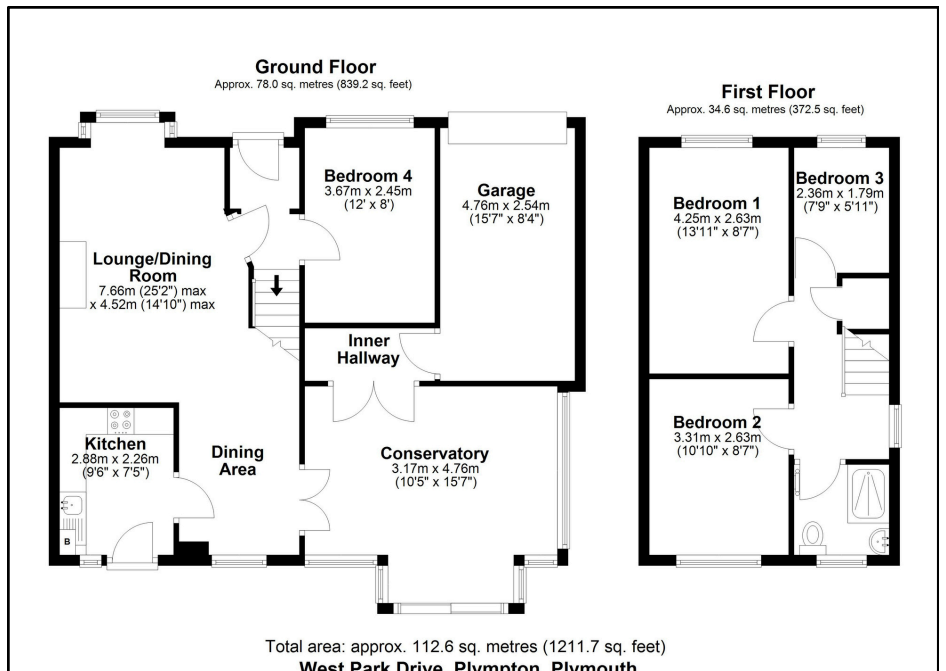 Ground Floor
Approx. 78.0 sq. metres (839.2 sq. feet)
First Floor
Approx. 34.6 sq. metres (372.5 sq. feet)
Bedroom 4
3.67m x 2.45m
(12' x 8')
Garage
4.76m x 2.54m
(15'7" x 8'4")
Lounge/Dining
Room
7.66m (25'2") max
x 4.52m (14'10") max
Inner
Hallway
Kitchen
2.88m x 2.26m
(9'6" x 7'5")
B
Dining
Area
Conservatory
3.17m x 4.76m
(10'5" x 15'7")
Bedroom 1
4.25m x 2.63m
(13'11" x 8'7")
Bedroom 3
2.36m x 1.79m
(7'9" x 5'11")
Bedroom 2
3.31m x 2.63m
(10'10" x 8'7")
Total area: approx. 112.6 sq. metres (1211.7 sq. feet)
West Park Drive, Plympton, Plymouth